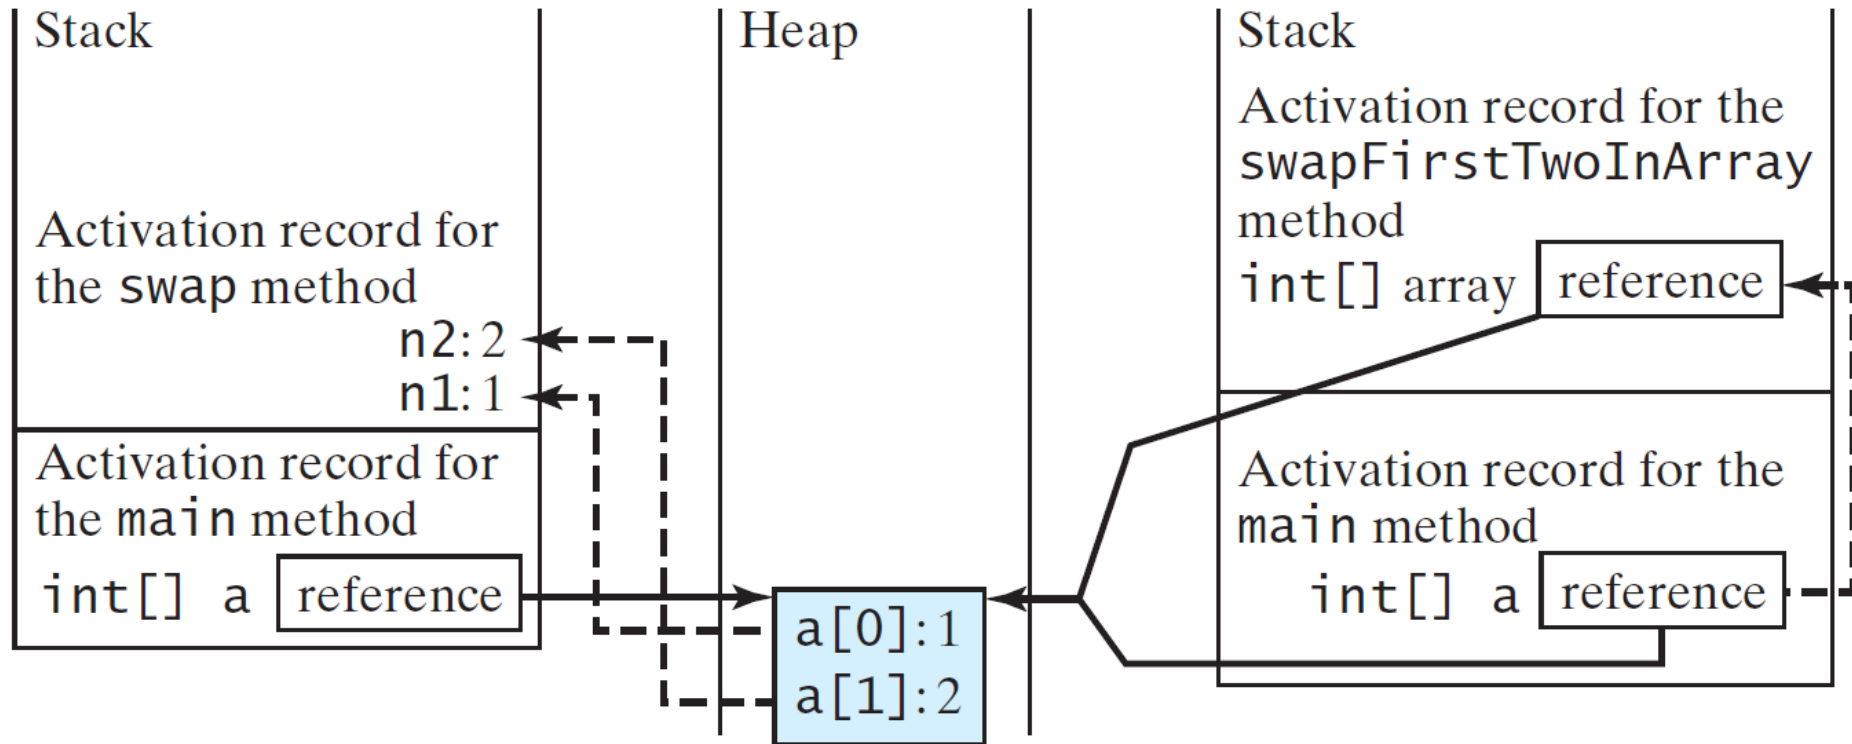 Stack
Activation record for
the swap method
n2: 2
n1: 1
Activation record for
the main method
int[] a reference
Heap
a[0]: 1
a[1]: 2
Stack
Activation record for the
swapFirstTwoInArray
method
int[] array reference
Activation record for the
main method
int[] a reference